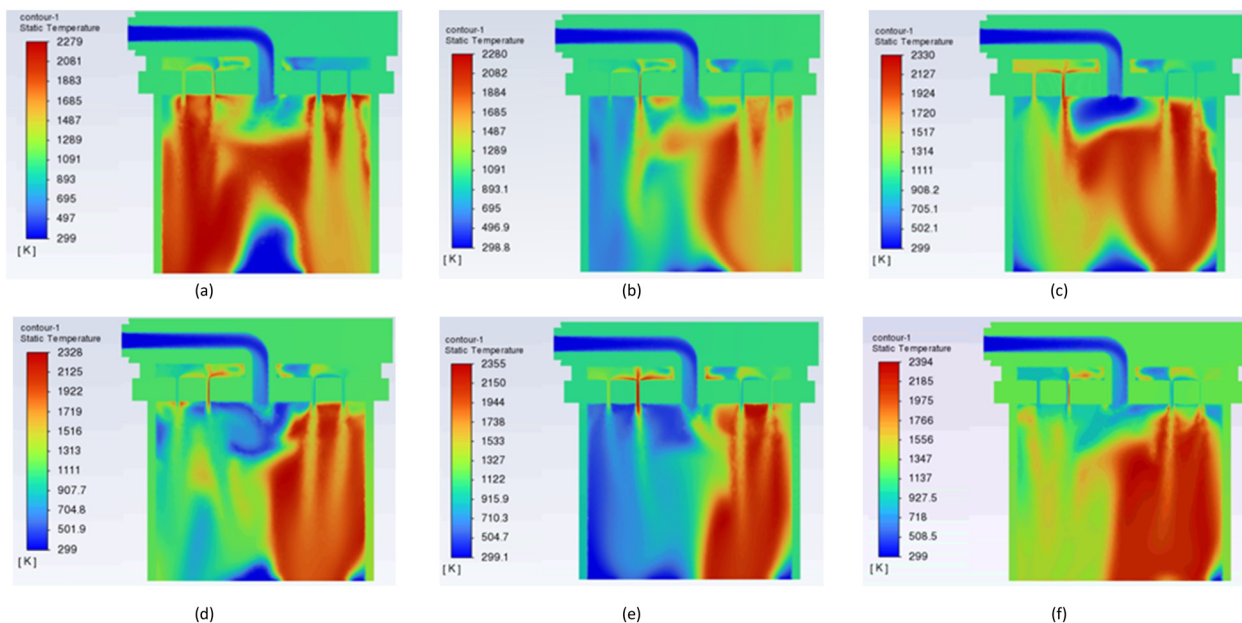 contour-1
Static Temperature
2279
2081
1883
1685
1487
1289
1091
893
695
497
299
[ K ]
(a)
contour-1
Static Temperature
2280
2082
1884
1685
1487
1289
1091
893.1
695
496.9
298.8
[ K ]
(b)
contour-1
Static Temperature
2330
2127
1924
1720
1517
1314
1111
908.2
705.1
502.1
299
[ K ]
(c)
contour-1
Static Temperature
2328
2125
1922
1719
1516
1313
1111
907.7
704.8
501.9
299
[ K ]
(d)
contour-1
Static Temperature
2355
2150
1944
1738
1533
1327
1122
915.9
710.3
504.7
299.1
[ K ]
(e)
contour-1
Static Temperature
2394
2185
1975
1766
1556
1347
1137
927.5
718
508.5
299
[ K ]
(f)